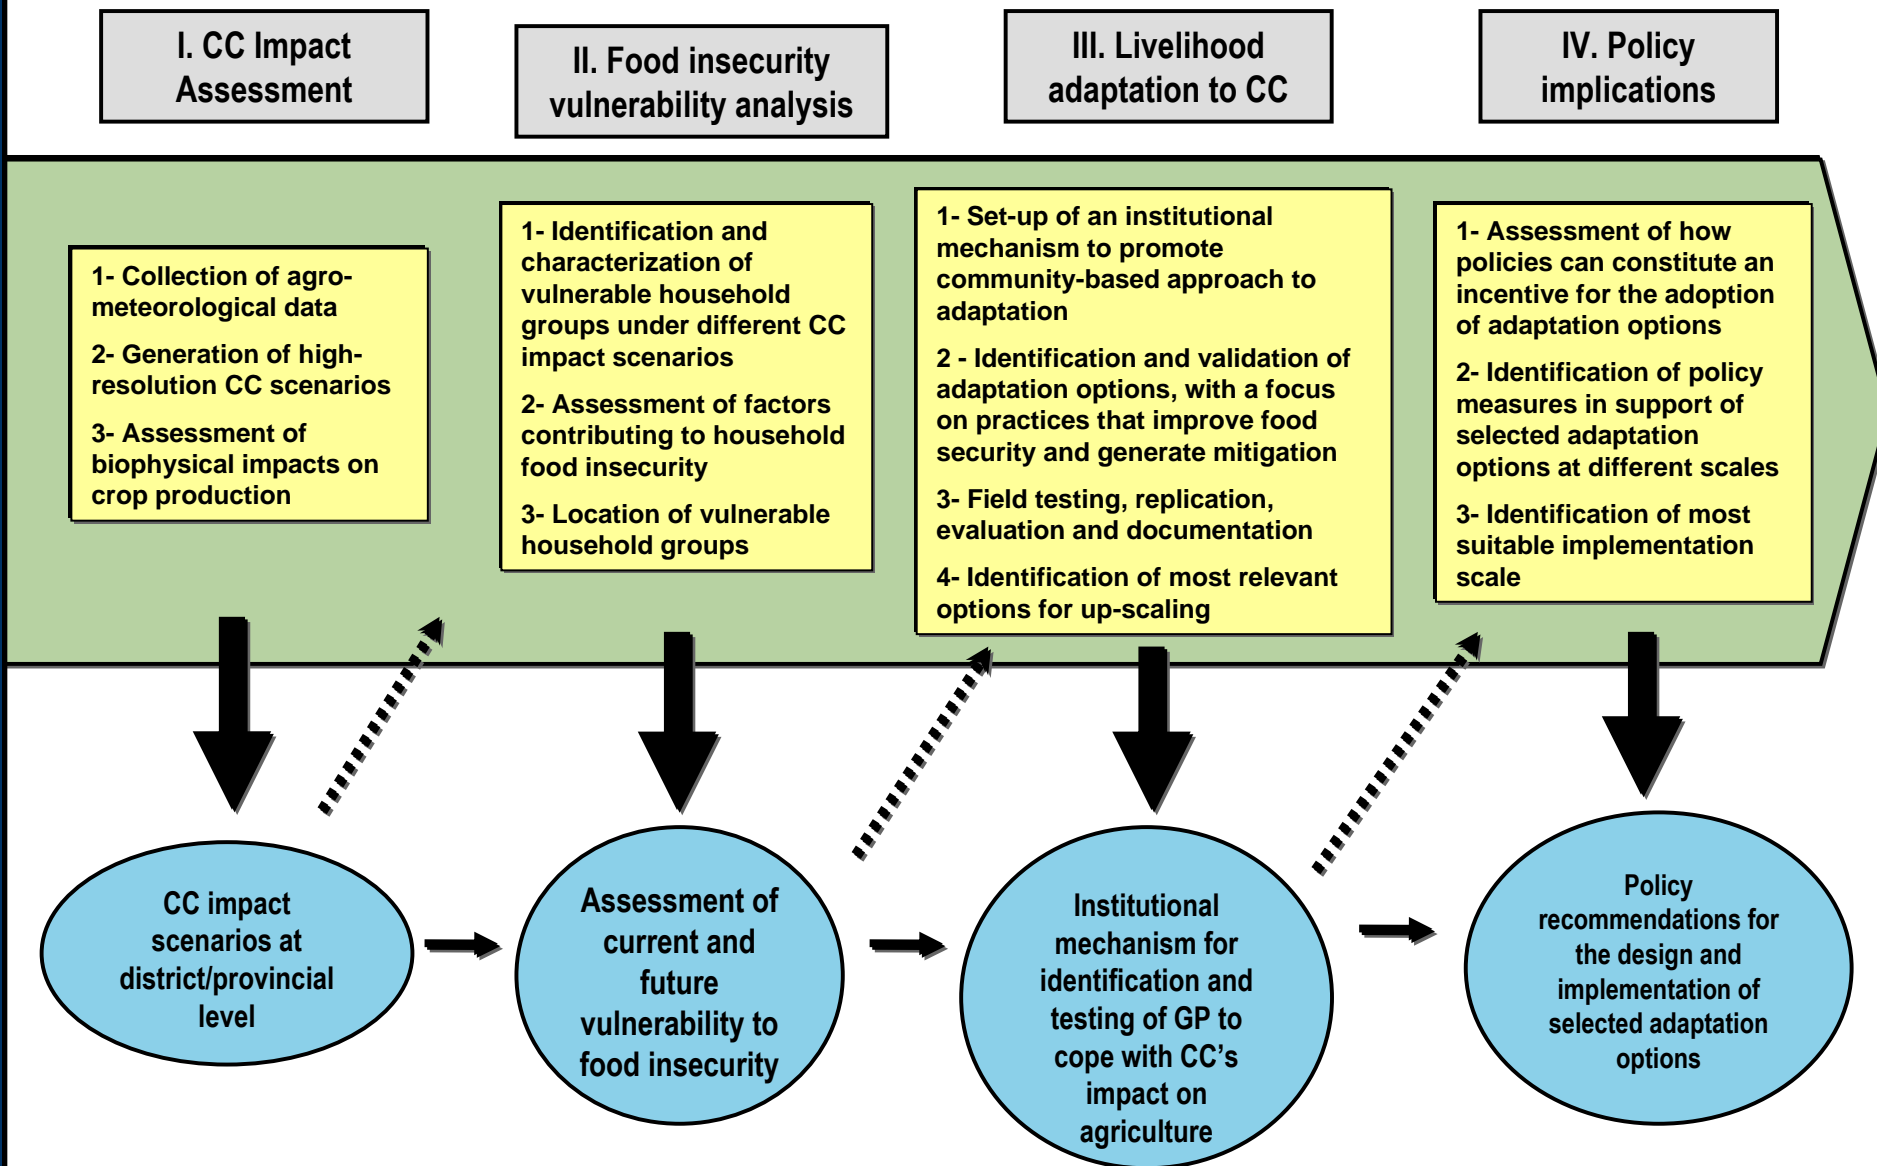 I. CC Impact
Assessment
II. Food insecurity
vulnerability analysis
III. Livelihood
adaptation to CC
IV. Policy
implications
1- Collection of agro-
meteorological data
2- Generation of high-
resolution CC scenarios
3- Assessment of
biophysical impacts on
crop production
1- Identification and
characterization of
vulnerable household
groups under different CC
impact scenarios
2- Assessment of factors
contributing to household
food insecurity
3- Location of vulnerable
household groups
1- Set-up of an institutional
mechanism to promote
community-based approach to
adaptation
2 - Identification and validation of
adaptation options, with a focus
on practices that improve food
security and generate mitigation
3- Field testing, replication,
evaluation and documentation
4- Identification of most relevant
options for up-scaling
1- Assessment of how
policies can constitute an
incentive for the adoption
of adaptation options
2- Identification of policy
measures in support of
selected adaptation
options at different scales
3- Identification of most
suitable implementation
scale
CC impact
scenarios at
district/provincial
level
Assessment of
current and
future
vulnerability to
food insecurity
Institutional
mechanism for
identification and
testing of GP to
cope with CC’s
impact on
agriculture
Policy
recommendations for
the design and
implementation of
selected adaptation
options